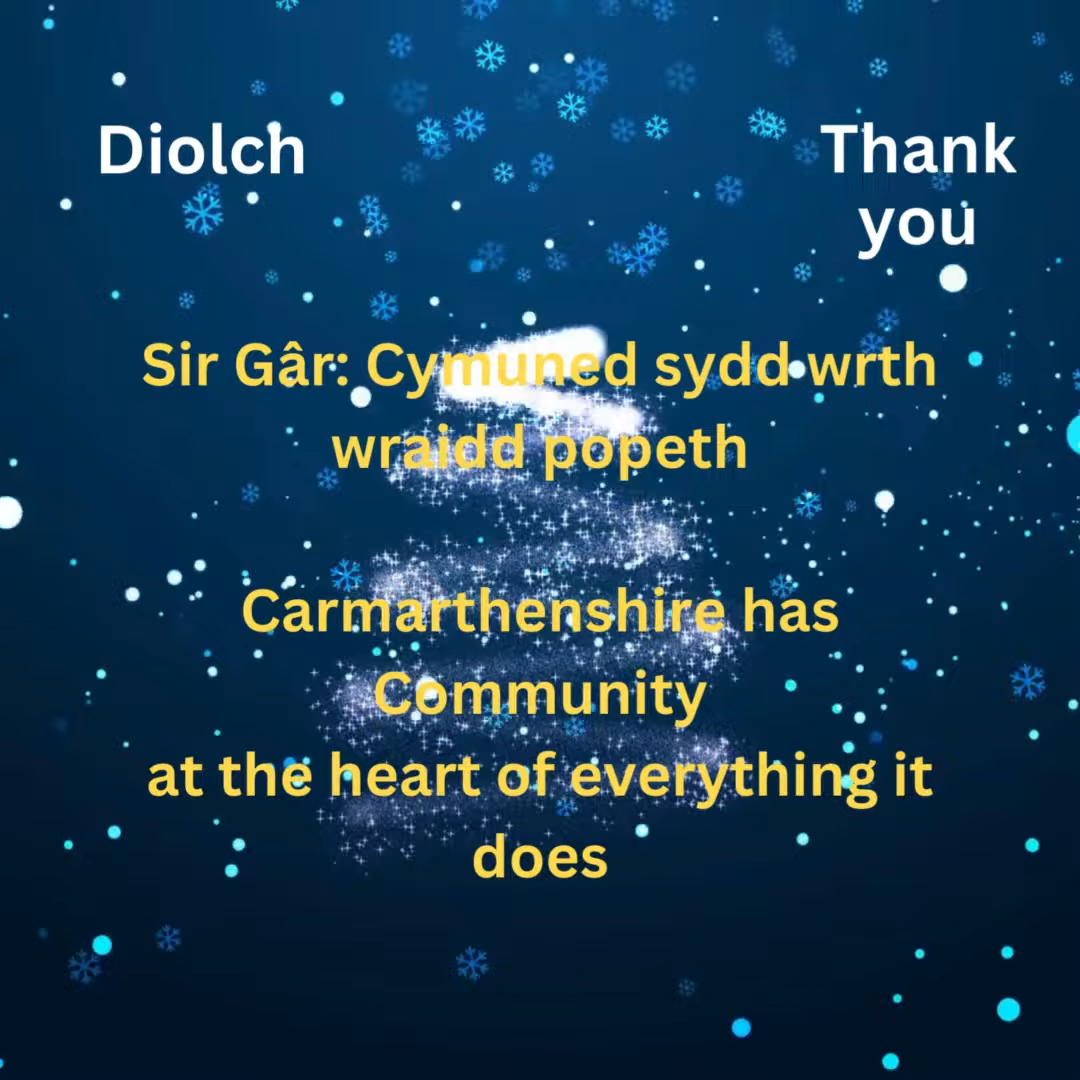 Diolch
Thank
you
Sir Gâr: Cymuned sydd wrth
wraidd popeth
Carmarthenshire has
Community
at the heart of everything it
does